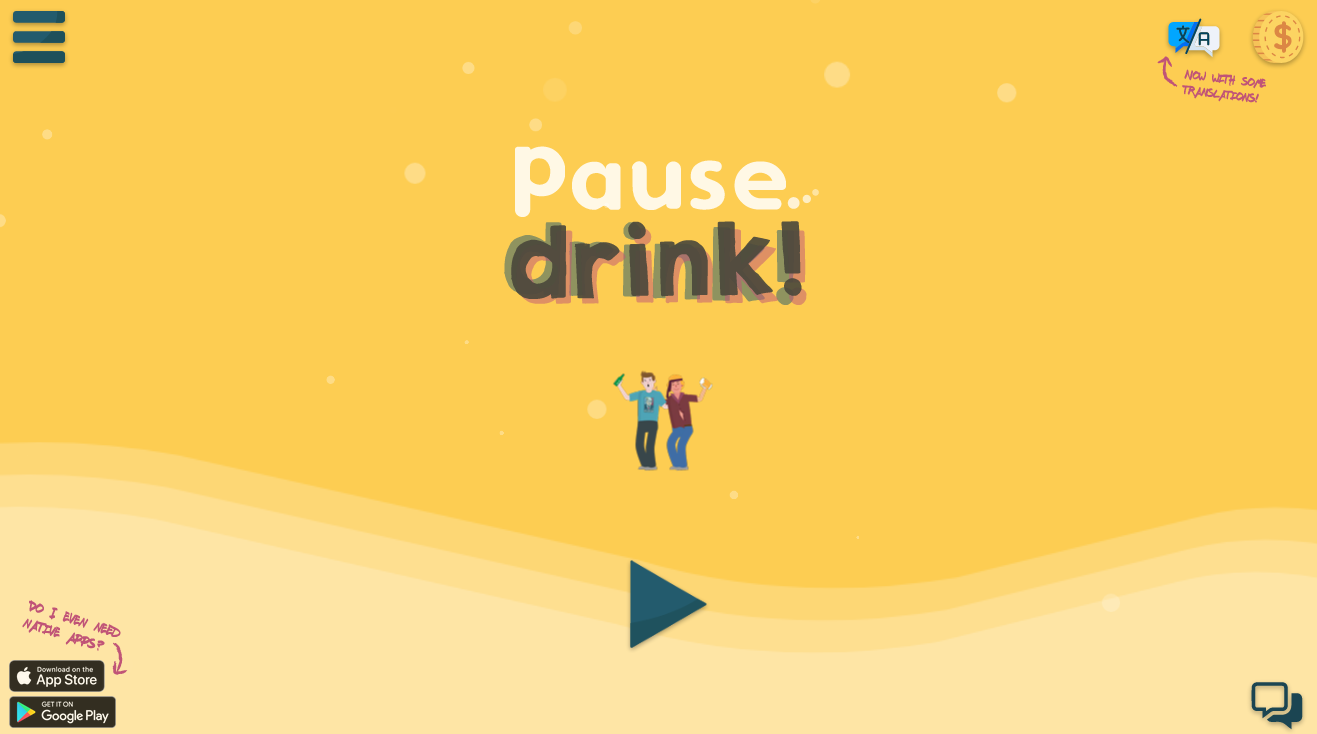 文 A
$
NOW WITH SOME
TRANSLATIONS!
Pause...
drink!
DO I EVEN NEED
NATIVE APPS?
Download on the
App Store
GET IT ON
Google Play